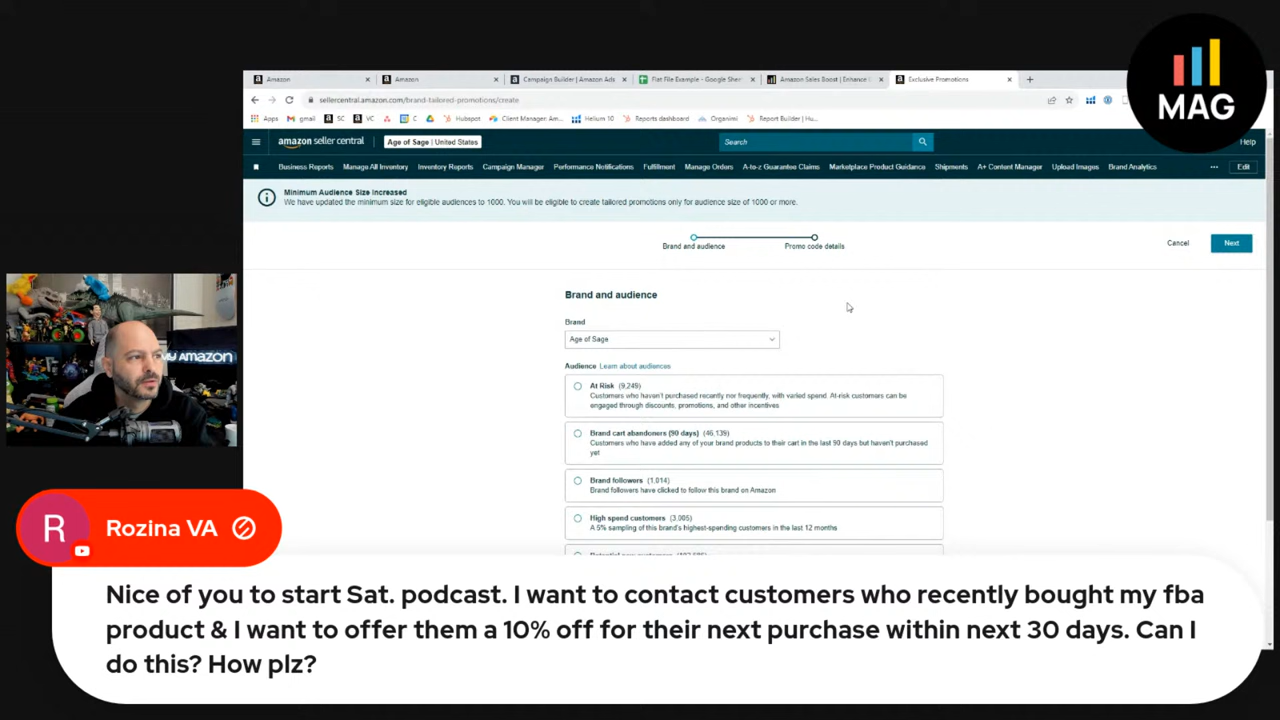 MAG
Amazon
Amazon
Campaign Builder | Amazon Ads
Flat File Example - Google Sheet
Amazon Sales Boost | Enhance
Exclusive Promotions
sellercentral.amazon.com/brand-tailored-promotions/create
Apps gmail SC VC C Hubspot Client Manager: Am... Helium 10 Reports dashboard Organimi Report Builder | Hu...
amazon seller central Age of Sage | United States Search Help
Business Reports Manage All Inventory Inventory Reports Campaign Manager Performance Notifications Fulfillment Manage Orders A-to-z Guarantee Claims Marketplace Product Guidance Shipments A+ Content Manager Upload Images Brand Analytics ... Edit
Minimum Audience Size Increased
We have updated the minimum size for eligible audiences to 1000. You will be eligible to create tailored promotions only for audience size of 1000 or more.
Brand and audience Promo code details Cancel Next
Brand and audience
Brand
Age of Sage
Audience Learn about audiences
At Risk (9,249)
Customers who haven't purchased recently nor frequently, with varied spend. At-risk customers can be
engaged through discounts, promotions, and other incentives
Brand cart abandoners (90 days) (46,139)
Customers who have added any of your brand products to their cart in the last 90 days but haven't purchased
yet
Brand followers (1,014)
Brand followers have clicked to follow this brand on Amazon
High spend customers (3,005)
A 5% sampling of this brand's highest-spending customers in the last 12 months
MY AMAZON
R
Rozina VA
Nice of you to start Sat. podcast. I want to contact customers who recently bought my fba
product & I want to offer them a 10% off for their next purchase within next 30 days. Can I
do this? How plz?